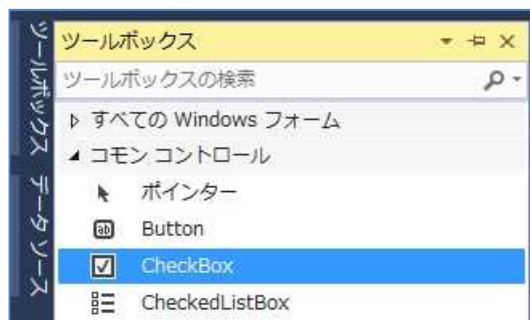 ツールボックス
データ ソース
ツールボックス
ツールボックスの検索
すべての Windows フォーム
コモン コントロール
ポインター
Button
CheckBox
CheckedListBox